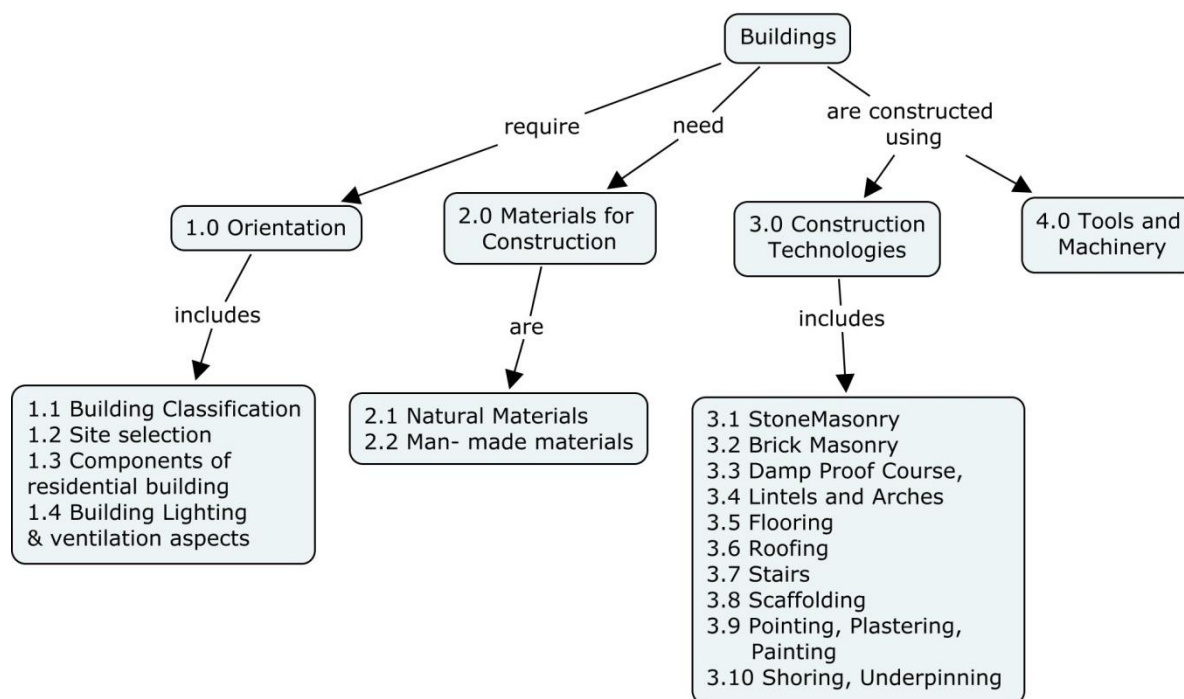 Buildings
require
need
are constructed
using
1.0 Orientation
2.0 Materials for
Construction
3.0 Construction
Technologies
4.0 Tools and
Machinery
includes
are
includes
1.1 Building Classification
1.2 Site selection
1.3 Components of
residential building
1.4 Building Lighting
& ventilation aspects
2.1 Natural Materials
2.2 Man- made materials
3.1 StoneMasonry
3.2 Brick Masonry
3.3 Damp Proof Course,
3.4 Lintels and Arches
3.5 Flooring
3.6 Roofing
3.7 Stairs
3.8 Scaffolding
3.9 Pointing, Plastering,
Painting
3.10 Shoring, Underpinning